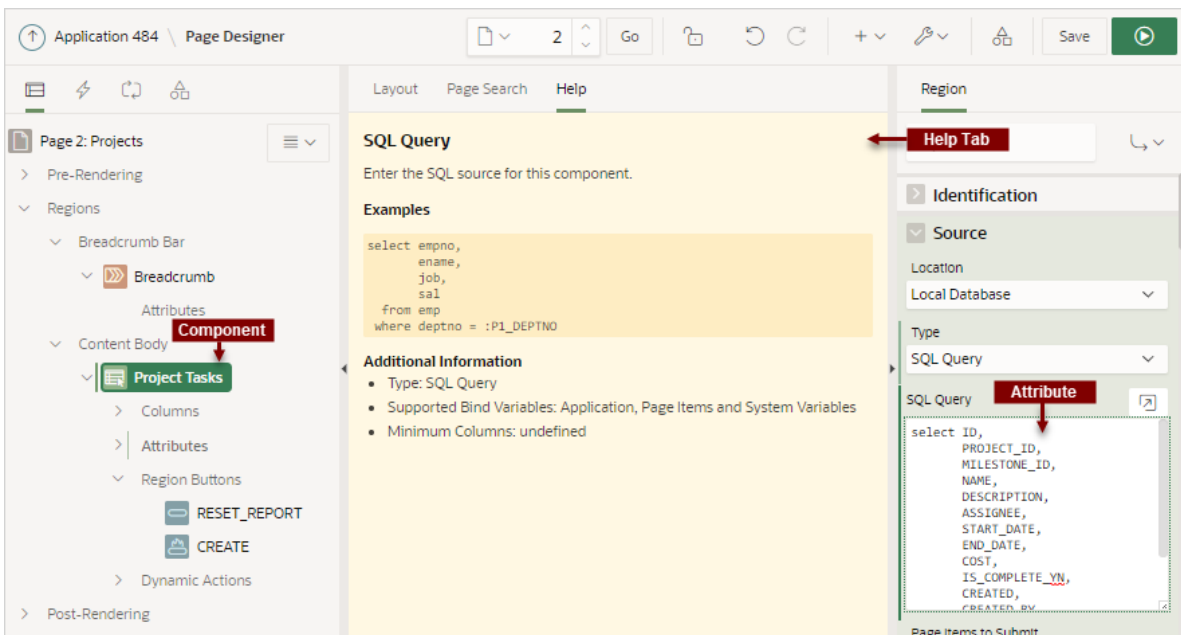 Application 484 \ Page Designer
2
Go
Save
Layout Page Search Help
Region
Page 2: Projects
Pre-Rendering
Regions
Breadcrumb Bar
Breadcrumb
Attributes
Component
Content Body
Project Tasks
Columns
Attributes
Region Buttons
RESET_REPORT
CREATE
Dynamic Actions
Post-Rendering
SQL Query
Enter the SQL source for this component.
Examples
select empno,
ename,
job,
sal
from emp
where deptno = :P1_DEPTNO
Additional Information
• Type: SQL Query
• Supported Bind Variables: Application, Page Items and System Variables
• Minimum Columns: undefined
Help Tab
Identification
Source
Location
Local Database
Type
SQL Query
SQL Query
Attribute
select ID,
PROJECT_ID,
MILESTONE_ID,
NAME,
DESCRIPTION,
ASSIGNEE,
START_DATE,
END_DATE,
COST,
IS_COMPLETE_YN,
CREATED,
CREATED_BY
Page Items to Submit